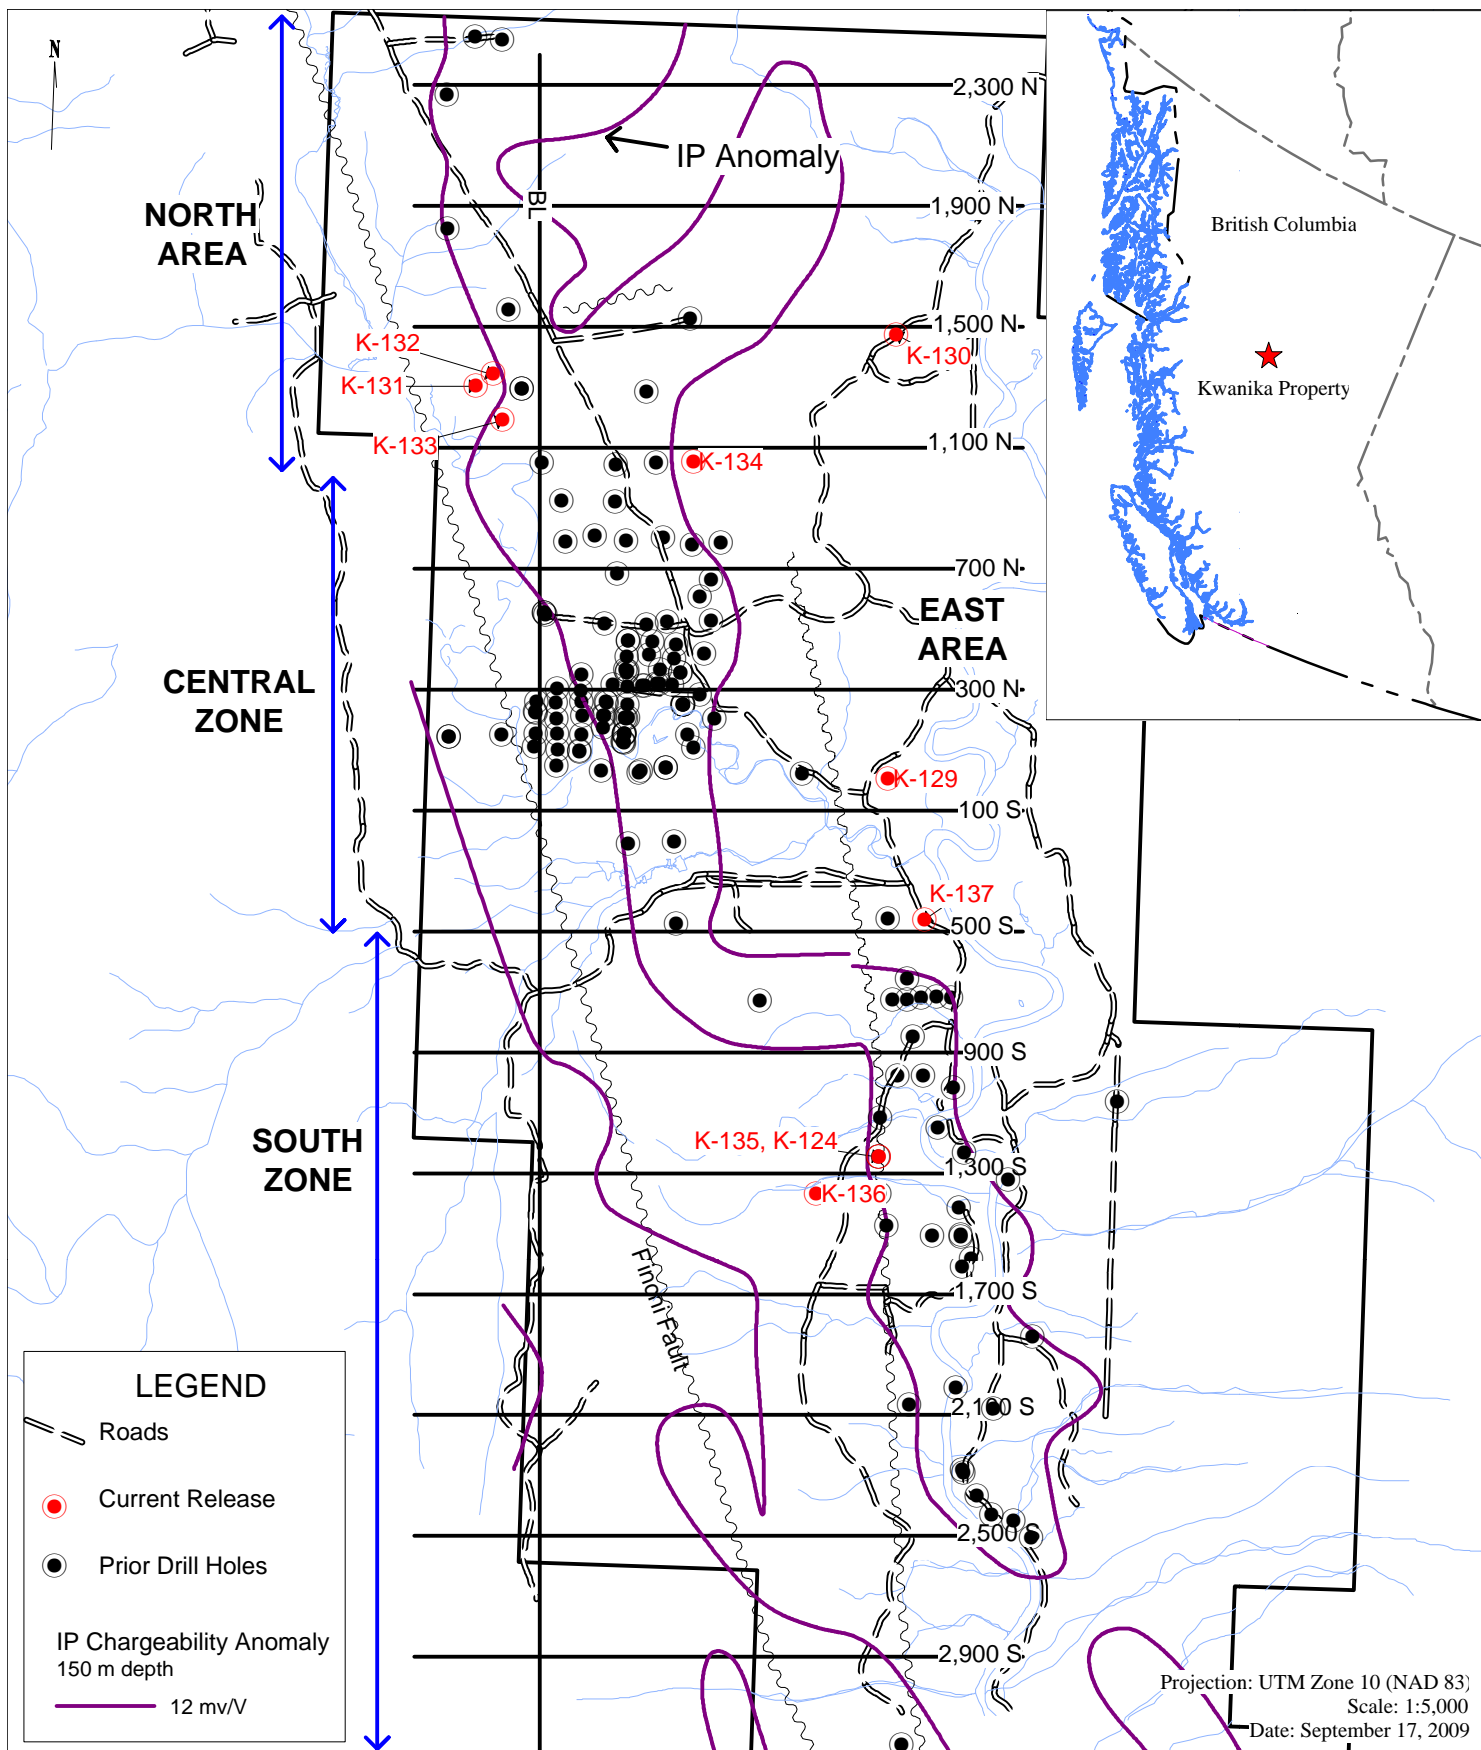 N
2,300 N
IP Anomaly
BL
1,900 N
NORTH
AREA
British Columbia
1,500 N
K-132
K-130
K-131
Kwanika Property
K-133
1,100 N
K-134
700 N
EAST
AREA
CENTRAL
ZONE
300 N
K-129
100 S
K-137
500 S
900 S
SOUTH
ZONE
K-135, K-124
1,300 S
K-136
Pinchi Fault
1,700 S
LEGEND
Roads
2,100 S
Current Release
2,500 S
Prior Drill Holes
IP Chargeability Anomaly
150 m depth
12 mv/V
2,900 S
Projection: UTM Zone 10 (NAD 83)
Scale: 1:5,000
Date: September 17, 2009